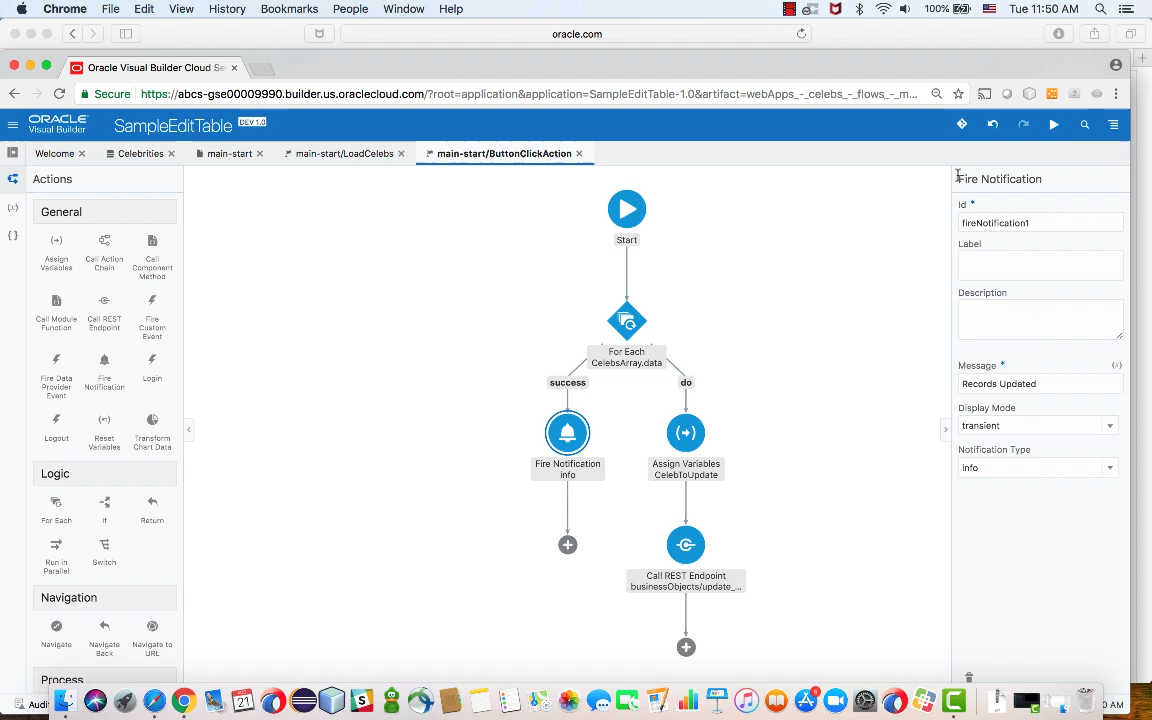 Chrome File Edit View History Bookmarks People Window Help 100% Tue 11:50 AM
oracle.com
Oracle Visual Builder Cloud Se
Secure https://abcs-gse00009990.builder.us.oraclecloud.com/?root=application&application=SampleEditTable-1.0&artifact=webApps_-_celebs_-_flows_-_m...
ORACLE
Visual Builder
SampleEditTable DEV 1.0
Welcome Celebrities main-start main-start/LoadCelebs main-start/ButtonClickAction
Actions
General
Assign Variables
Call Action Chain
Call Component Method
Call Module Function
Call REST Endpoint
Fire Custom Event
Fire Data Provider Event
Fire Notification
Login
Logout
Reset Variables
Transform Chart Data
Logic
For Each
If
Return
Run in Parallel
Switch
Navigation
Navigate
Navigate Back
Navigate to URL
Process
Start
For Each
CelebsArray.data
success
do
Fire Notification
info
Assign Variables
CelebToUpdate
Call REST Endpoint
businessObjects/update_...
Fire Notification
Id *
fireNotification1
Label
Description
Message * (x)
Records Updated
Display Mode
transient
Notification Type
info
Audit